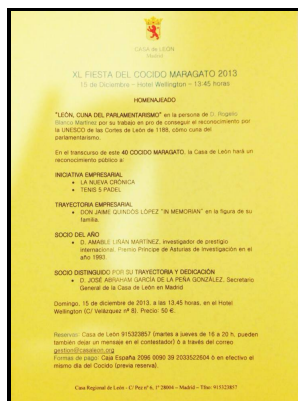 CASA de LEÓN
Madrid
XL FIESTA DEL COCIDO MARAGATO 2013
15 de Diciembre – Hotel Wellington – 13:45 horas
HOMENAJEADO
"LEÓN, CUNA DEL PARLAMENTARISMO" en la persona de D. Rogelio
Blanco Martínez por su trabajo en pro de conseguir el reconocimiento por
la UNESCO de las Cortes de León de 1188, cómo cuna del
parlamentarismo.
En el transcurso de este 40 COCIDO MARAGATO, la Casa de León hará un
reconocimiento público a:
INICIATIVA EMPRESARIAL
• LA NUEVA CRÓNICA
• TENIS 5 PADEL
TRAYECTORIA EMPRESARIAL
• DON JAIME QUINDÓS LÓPEZ "IN MEMORIAN" en la figura de su
familia.
SOCIO DEL AÑO
• D. AMABLE LIÑAN MARTÍNEZ, investigador de prestigio
internacional, Premio Príncipe de Asturias de Investigación en el
año 1993
SOCIO DISTINGUIDO POR SU TRAYECTORIA Y DEDICACIÓN
• D. JOSÉ ABRAHAM GARCÍA DE LA PEÑA GONZÁLEZ, Secretario
General de la Casa de León en Madrid
Domingo, 15 de diciembre de 2013, a las 13,45 horas, en el Hotel
Wellington (C/ Velázquez nº 8). Precio: 50 €.
Reservas: Casa de León 915323857 (martes a jueves de 18 a 20 h. pueden
también dejar un mensaje en el contestador) ó a través del correo
gestion@casaleon.org
Formas de pago: Caja España 2096 0090 39 2033522604 ó en efectivo el
mismo día del Cocido (previa reserva).
Casa Regional de León - C/ Pez nº 6, 1º 28004 – Madrid – Tfno: 915323857